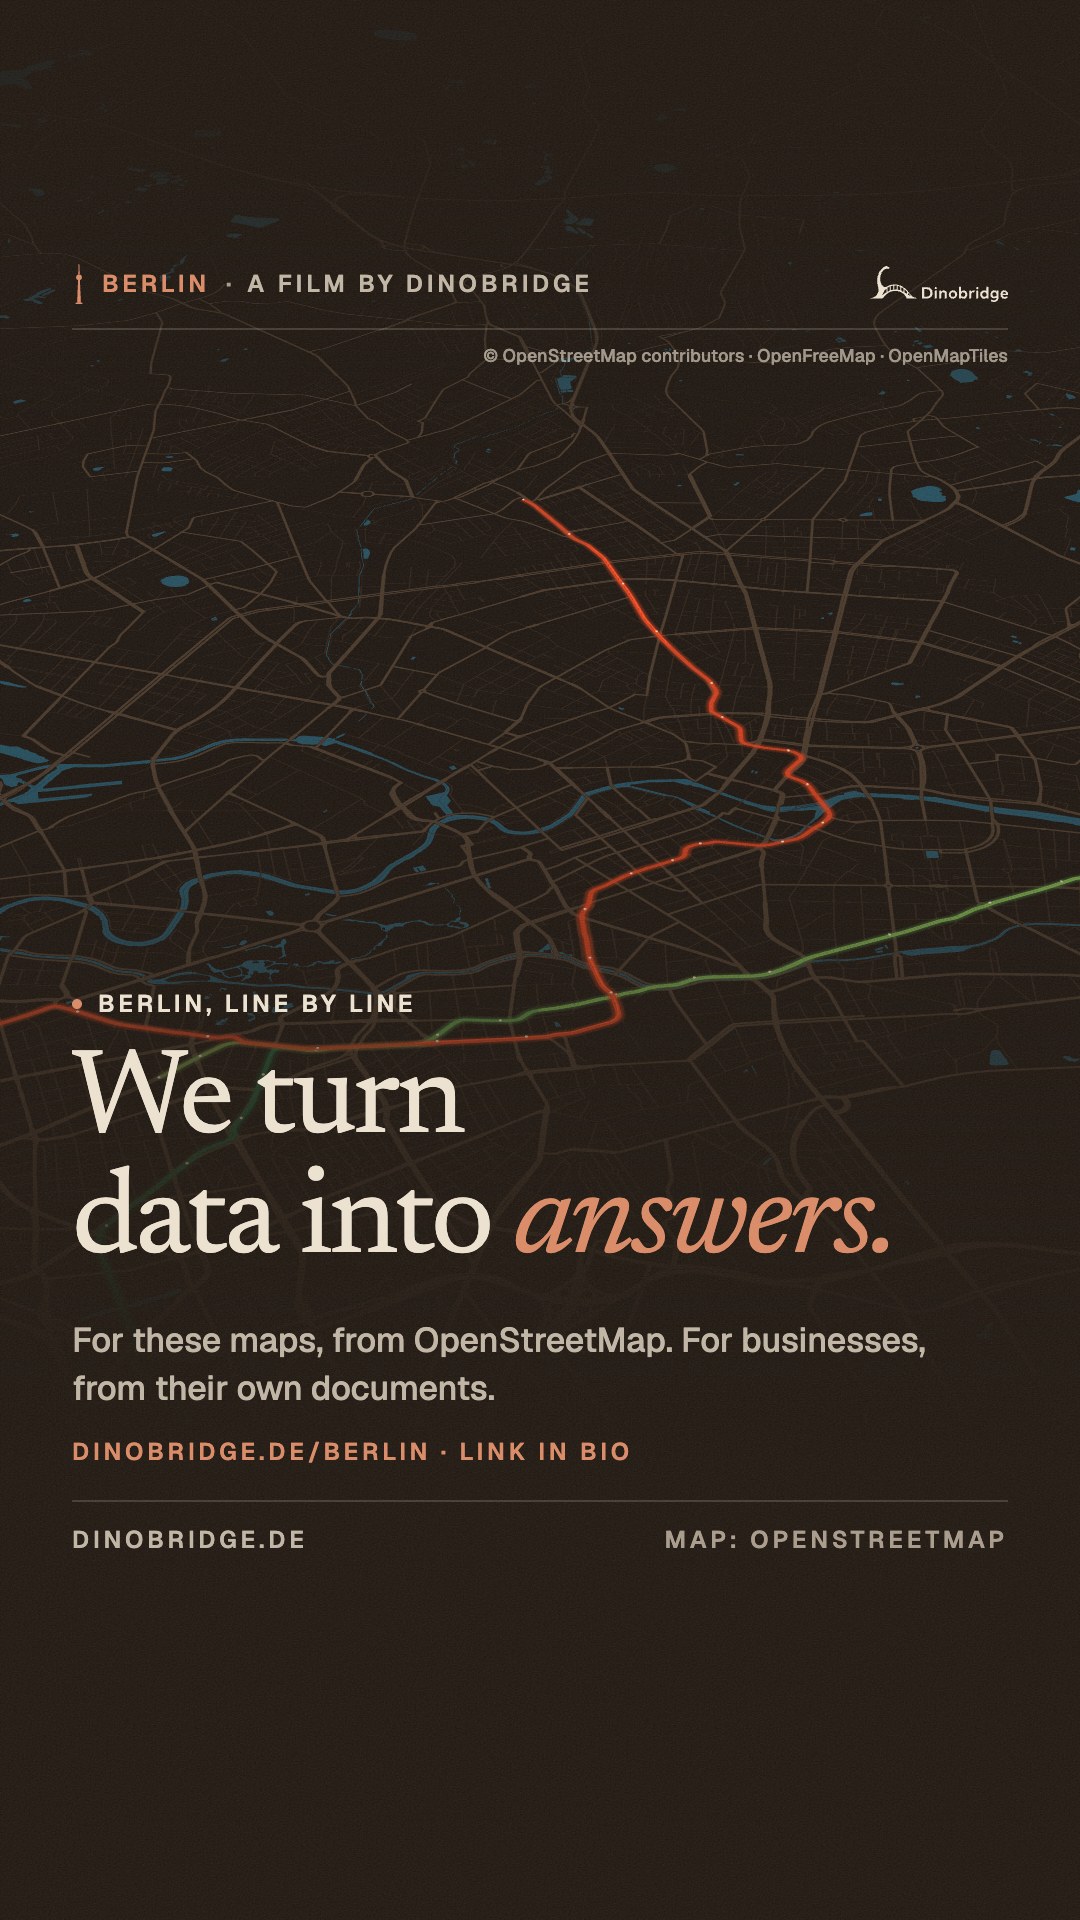 BERLIN · A FILM BY DINOBRIDGE
Dinobridge
© OpenStreetMap contributors · OpenFreeMap · OpenMapTiles
BERLIN, LINE BY LINE
We turn
data into answers.
For these maps, from OpenStreetMap. For businesses,
from their own documents.
DINOBRIDGE.DE/BERLIN · LINK IN BIO
DINOBRIDGE.DE
MAP: OPENSTREETMAP